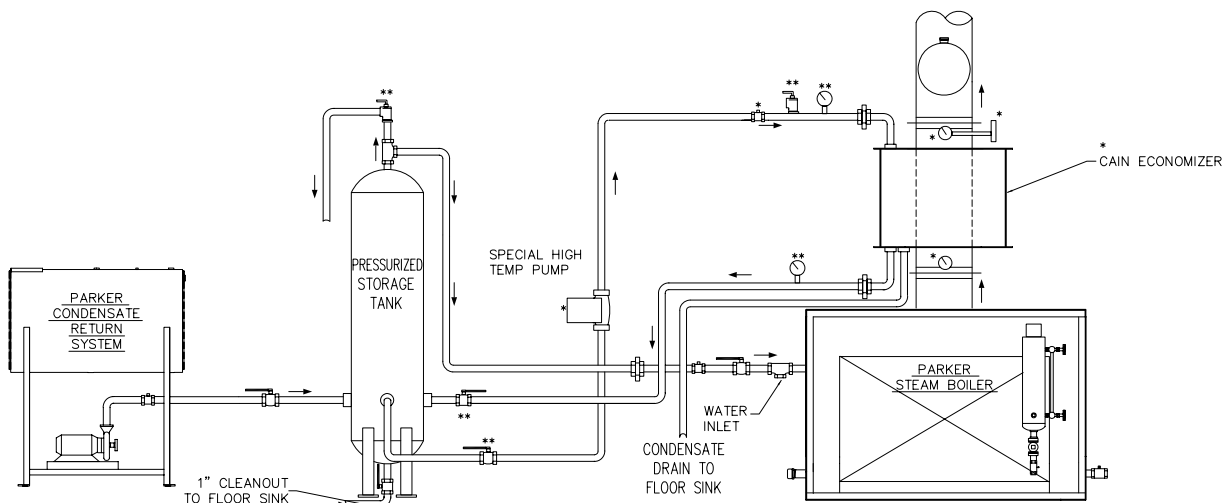 **
**
**
*
*
*
*
CAIN ECONOMIZER
SPECIAL HIGH
TEMP PUMP
*
PRESSURIZED
STORAGE
TANK
**
*
PARKER
CONDENSATE
RETURN
SYSTEM
PARKER
STEAM BOILER
**
WATER
INLET
**
CONDENSATE
DRAIN TO
FLOOR SINK
1" CLEANOUT
TO FLOOR SINK